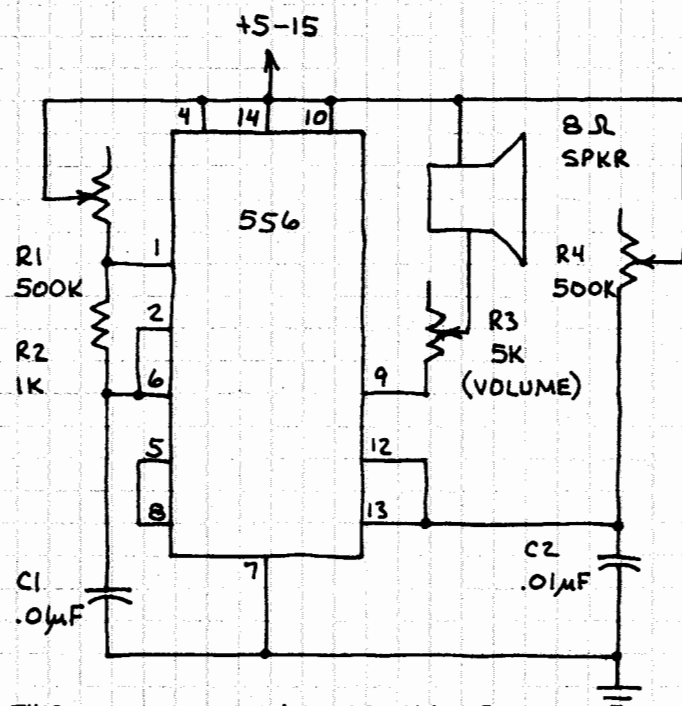 +5-15
4 14 10
8 Ω
SPKR
556
1
R1
500K
R4
500K
2
R3
5K
(VOLUME)
R2
1K
6
9
5
12
8
13
7
C1
.01µF
C2
.01µF